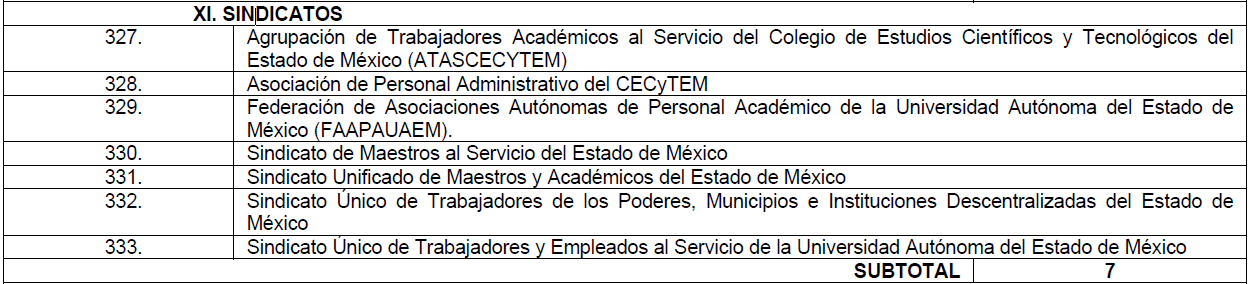 XI. SINDICATOS
327. Agrupación de Trabajadores Académicos al Servicio del Colegio de Estudios Científicos y Tecnológicos del
Estado de México (ATASCECYTEM)
328. Asociación de Personal Administrativo del CECyTEM
329. Federación de Asociaciones Autónomas de Personal Académico de la Universidad Autónoma del Estado de
México (FAAPAUAEM).
330. Sindicato de Maestros al Servicio del Estado de México
331. Sindicato Unificado de Maestros y Académicos del Estado de México
332. Sindicato Único de Trabajadores de los Poderes, Municipios e Instituciones Descentralizadas del Estado de
México
333. Sindicato Único de Trabajadores y Empleados al Servicio de la Universidad Autónoma del Estado de México
SUBTOTAL 7